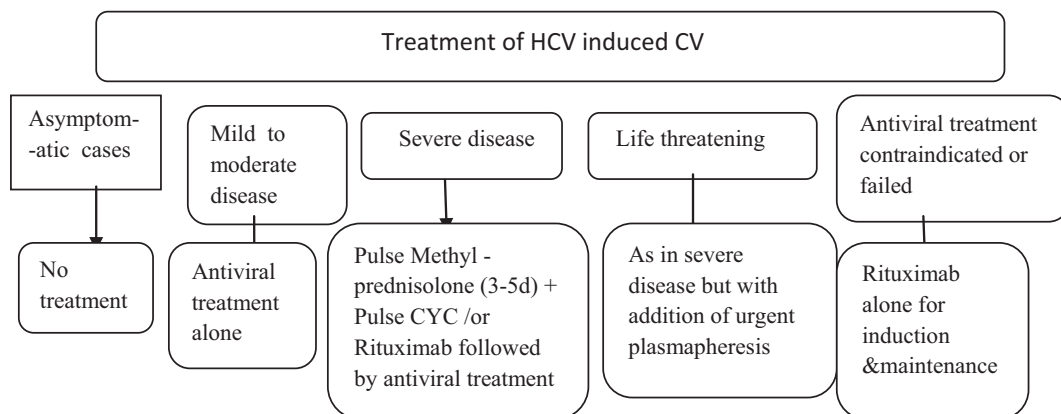 Treatment of HCV induced CV
Asymptom-
-atic cases
Mild to
moderate
disease
Severe disease
Life threatening
Antiviral treatment
contraindicated or
failed
No
treatment
Antiviral
treatment
alone
Pulse Methyl -
prednisolone (3-5d) +
Pulse CYC /or
Rituximab followed
by antiviral treatment
As in severe
disease but with
addition of urgent
plasmapheresis
Rituximab
alone for
induction
&maintenance